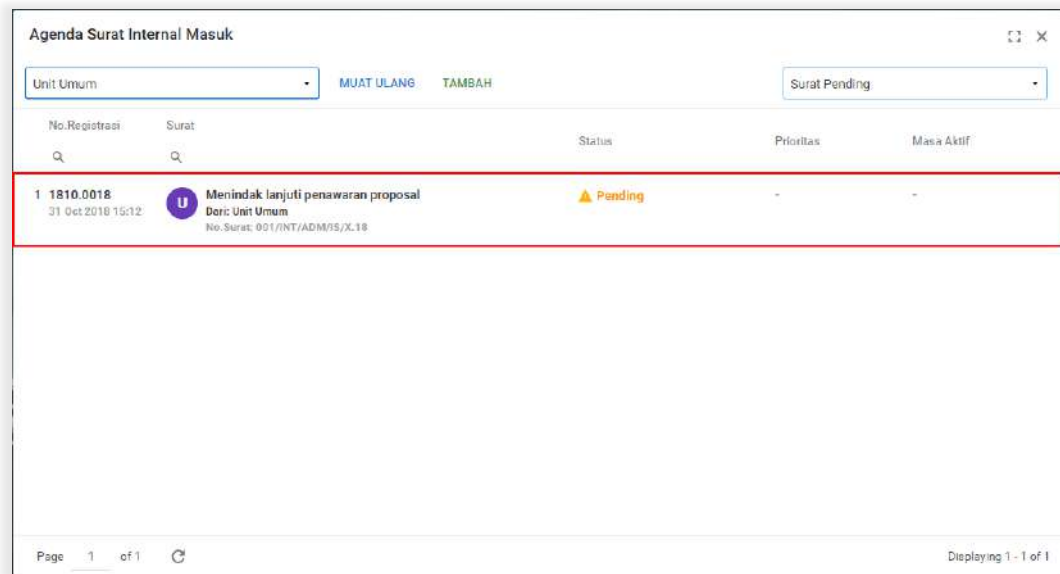 Agenda Surat Internal Masuk
Unit Umum MUAT ULANG TAMBAH Surat Pending
No.Registrasi Surat Status Prioritas Masa Aktif
1 1810.0018 U Menindak lanjuti penawaran proposal Pending - -
31 Oct 2018 15:12 Dari: Unit Umum
No.Surat: 001/INT/ADM/IS/X.18
Page 1 of 1 Displaying 1 - 1 of 1